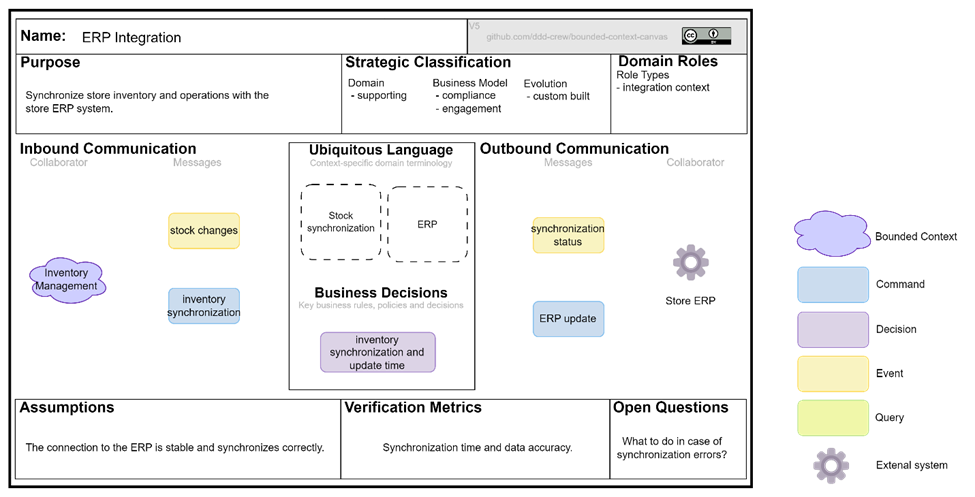 Name: ERP Integration
V5
github.com/ddd-crew/bounded-context-canvas
cc
BY
Purpose
Synchronize store inventory and operations with the
store ERP system.
Strategic Classification
Domain
- supporting
Business Model
- compliance
- engagement
Evolution
- custom built
Domain Roles
Role Types
- integration context
Inbound Communication
Collaborator
Messages
stock changes
Inventory
Management
inventory
synchronization
Ubiquitous Language
Context-specific domain terminology
Stock
synchronization
ERP
Business Decisions
Key business rules, policies and decisions
inventory
synchronization and
update time
Outbound Communication
Messages
Collaborator
synchronization
status
ERP update
Store ERP
Assumptions
The connection to the ERP is stable and synchronizes correctly.
Verification Metrics
Synchronization time and data accuracy.
Open Questions
What to do in case of
synchronization errors?
Bounded Context
Command
Decision
Event
Query
Extenal system